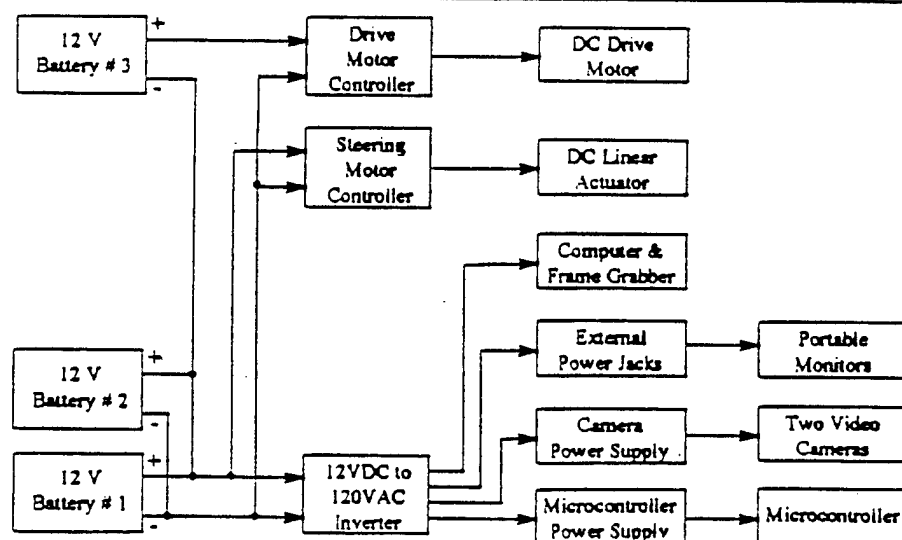 +
12 V
Battery # 3
-
Drive
Motor
Controller
DC Drive
Motor
Steering
Motor
Controller
DC Linear
Actuator
Computer &
Frame Grabber
+
12 V
Battery # 2
-
External
Power Jacks
Portable
Monitors
Camera
Power Supply
Two Video
Cameras
+
12 V
Battery # 1
-
12VDC to
120VAC
Inverter
Microcontroller
Power Supply
Microcontroller